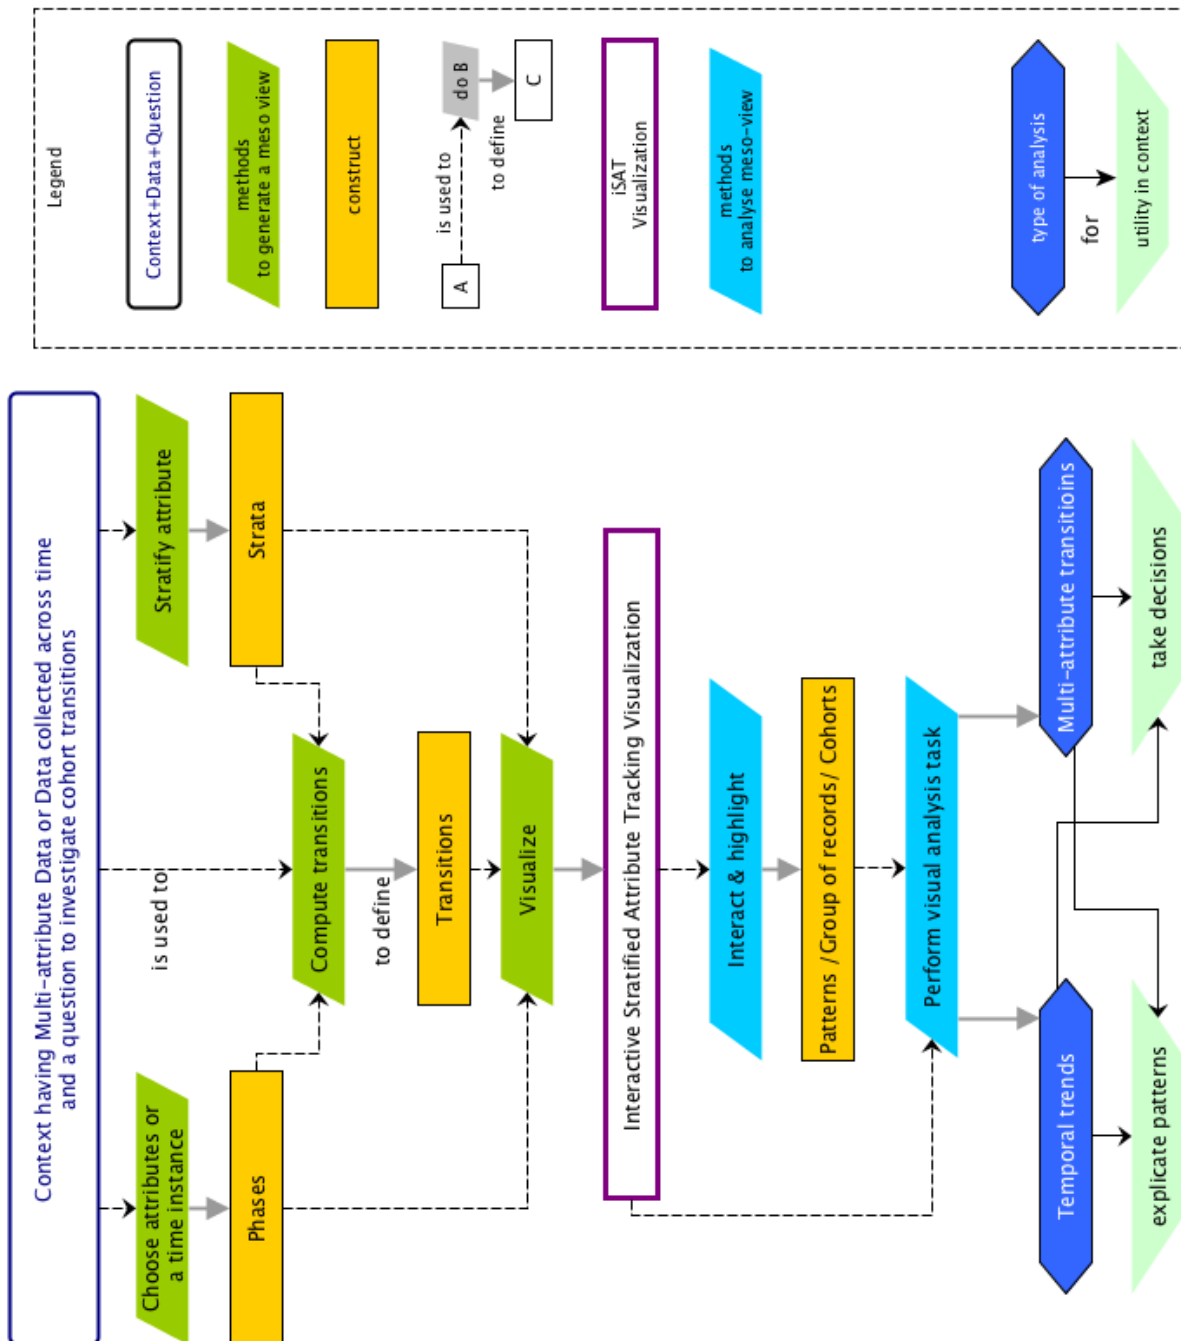 Context having Multi-attribute Data or Data collected across time
and a question to investigate cohort transitions
Choose attributes or
a time instance
is used to
Stratify attribute
Phases
Strata
Compute transitions
to define
Transitions
Visualize
Interactive Stratified Attribute Tracking Visualization
Interact & highlight
Patterns /Group of records/ Cohorts
Perform visual analysis task
Temporal trends
Multi-attribute transitioins
explicate patterns
take decisions
Legend
Context+Data+Question
methods
to generate a meso view
construct
A
is used to
do B
to define
C
iSAT
Visualization
methods
to analyse meso-view
type of analysis
for
utility in context